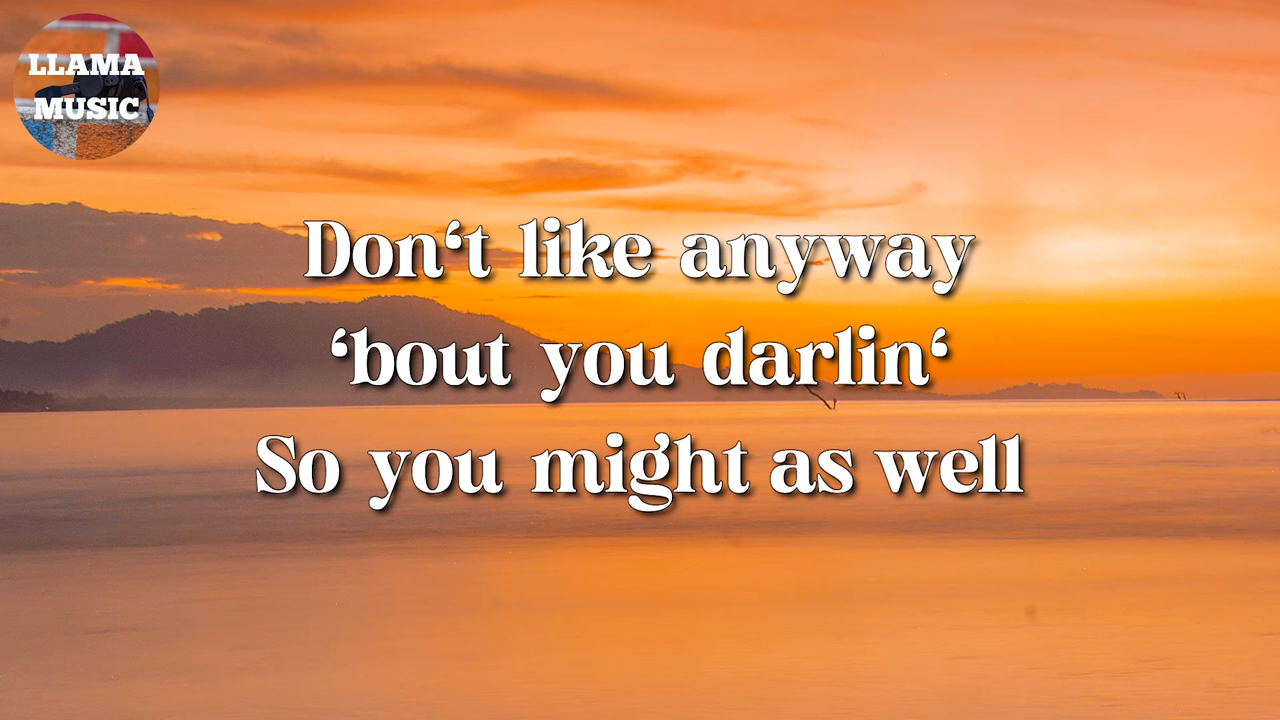 LLAMA
MUSIC
Don‘t like anyway
‘bout you darlin‘
So you might as well